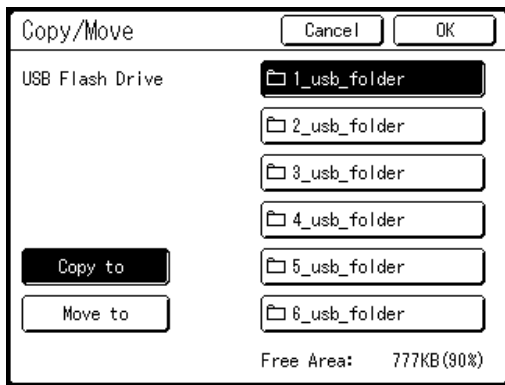 Copy/Move Cancel OK
USB Flash Drive 1_usb_folder
2_usb_folder
3_usb_folder
4_usb_folder
Copy to 5_usb_folder
Move to 6_usb_folder
Free Area: 777KB(90%)